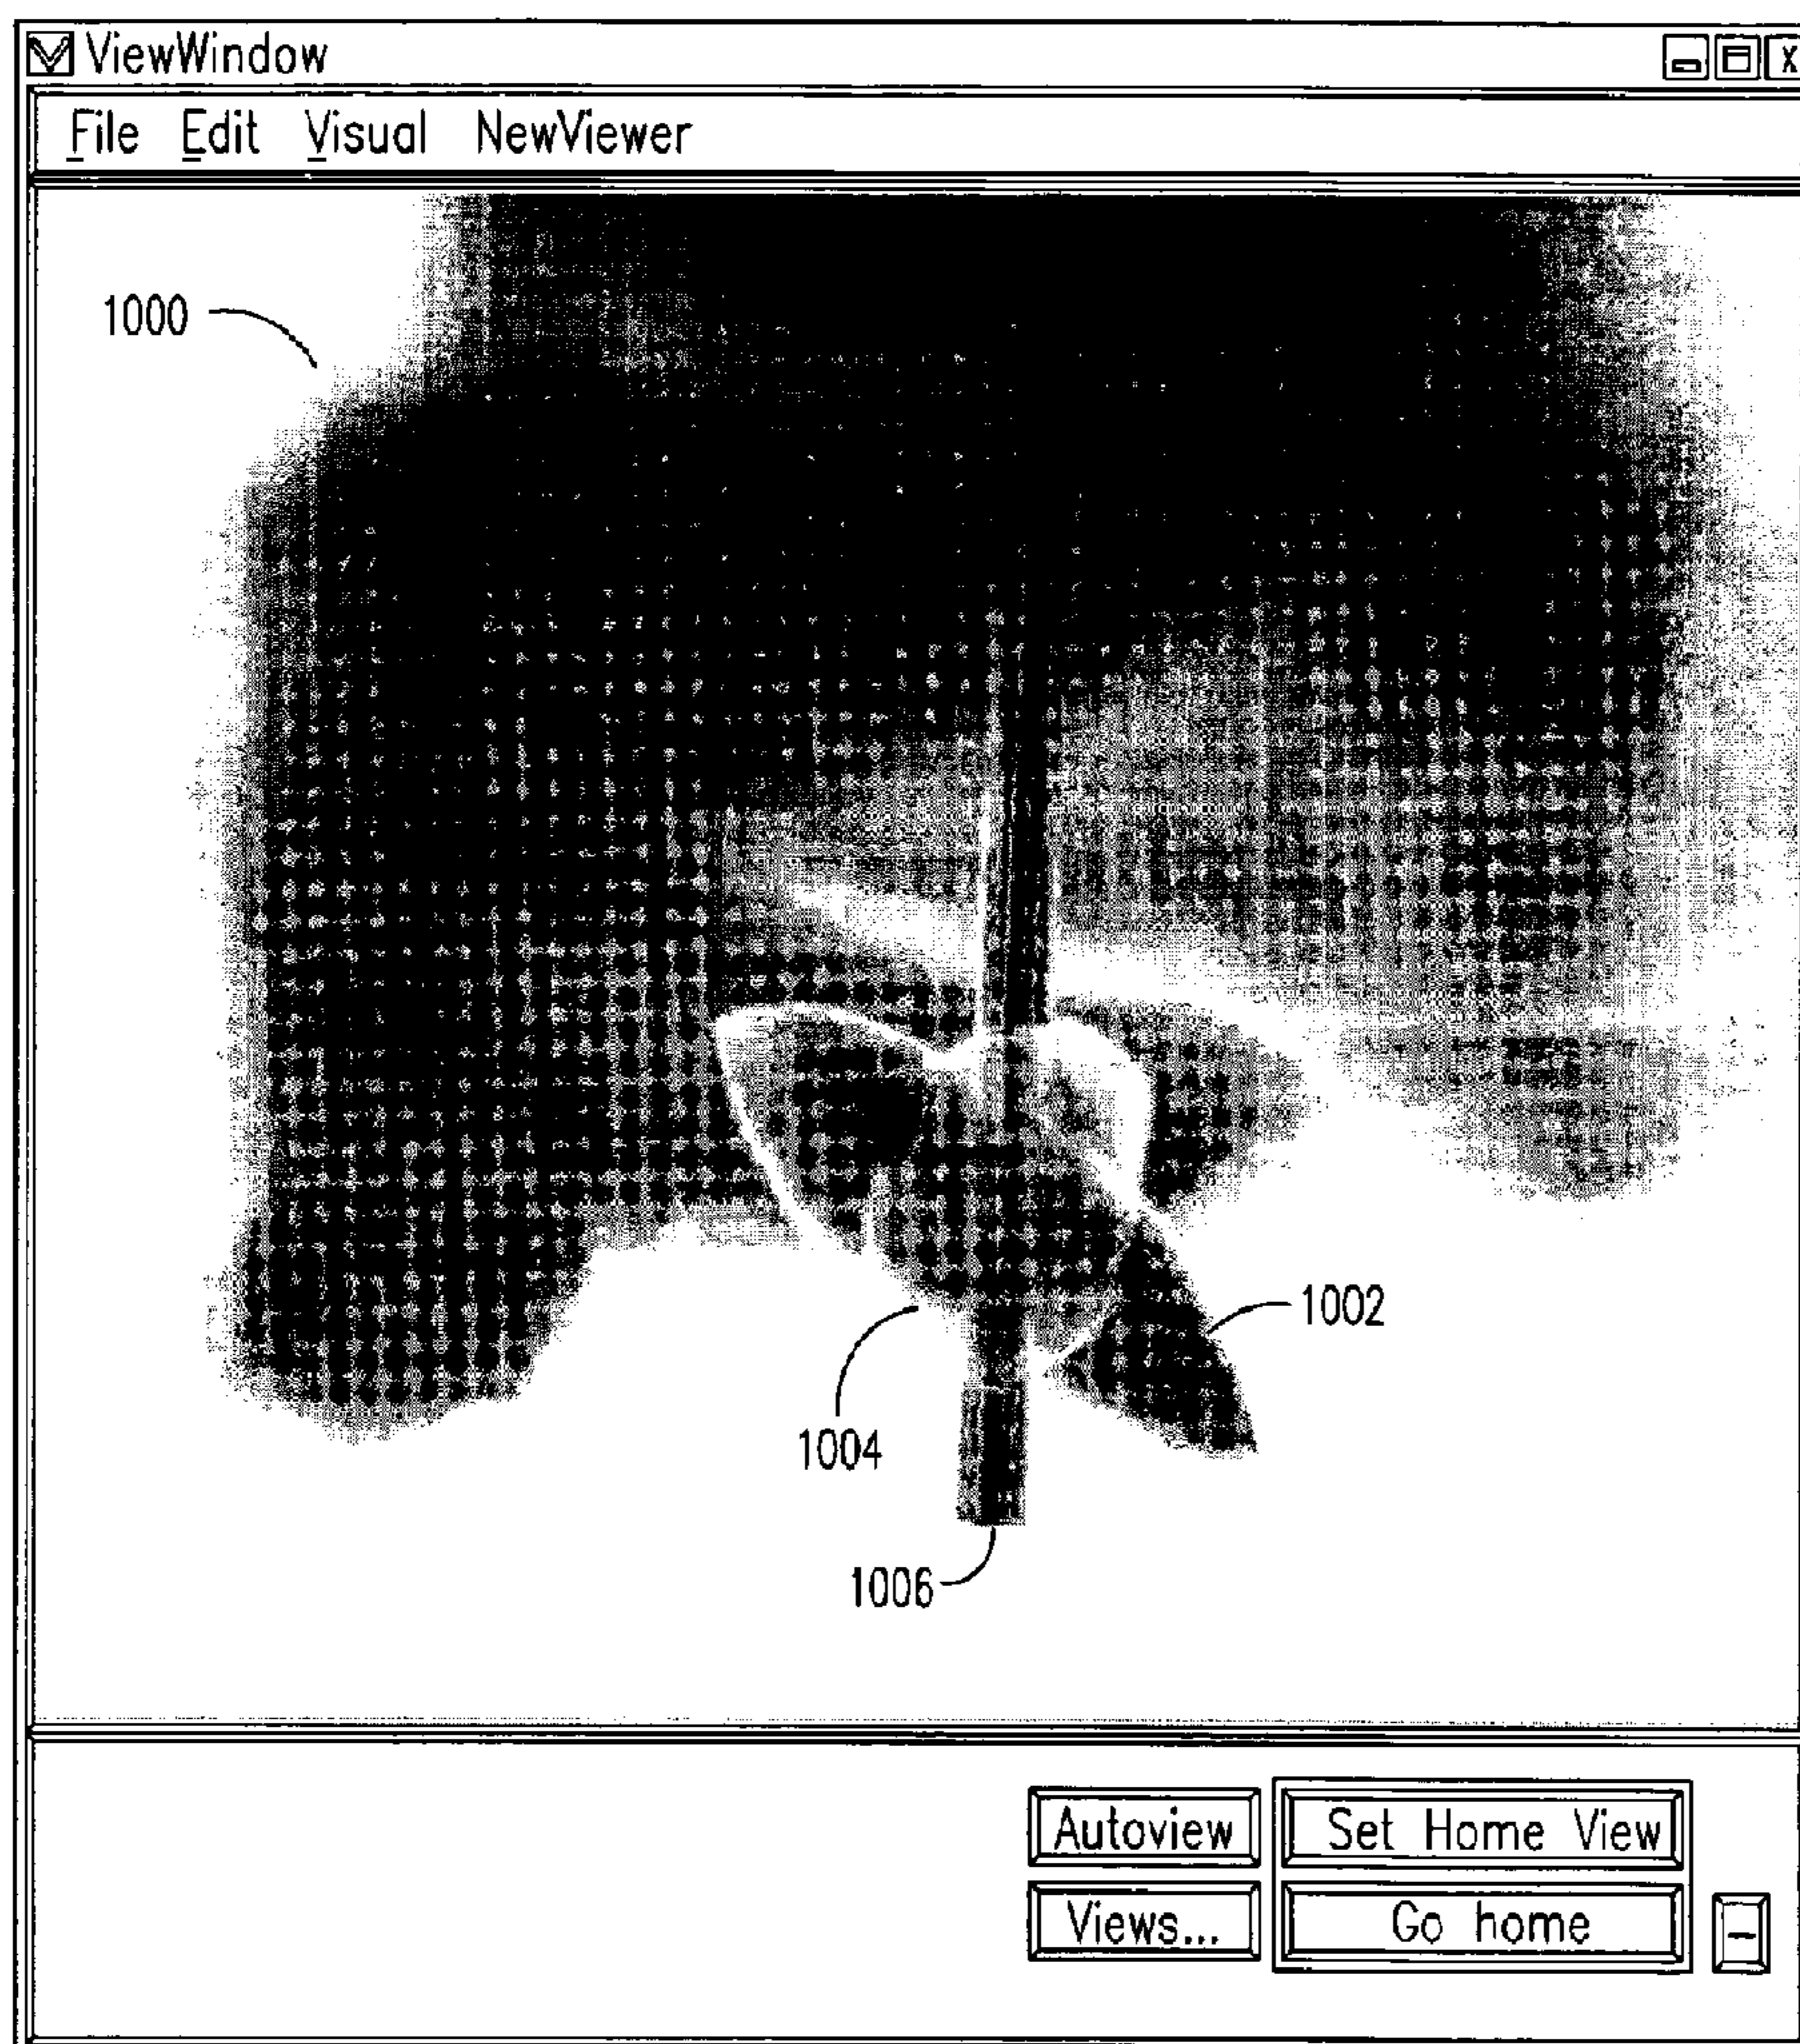 ViewWindow X
File Edit Visual NewViewer
1000
1002
1004
1006
Autoview Set Home View
Views... Go home –